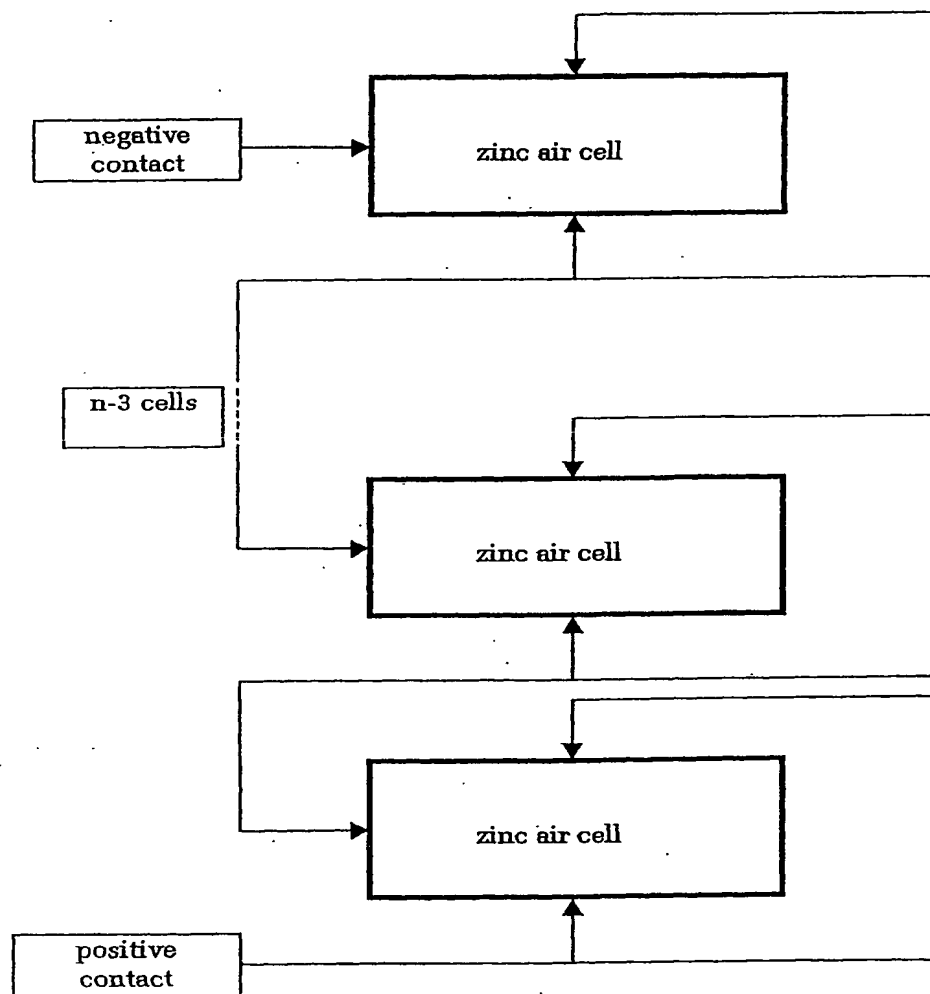 negative
contact
zinc air cell
n-3 cells
zinc air cell
zinc air cell
positive
contact